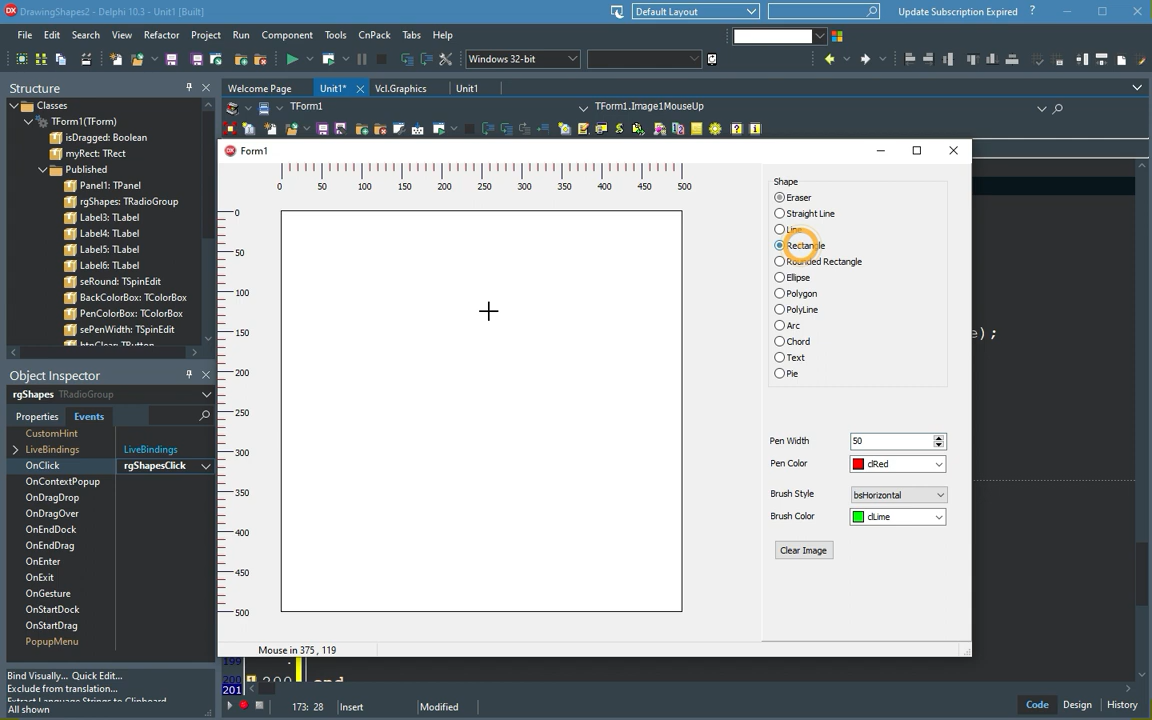 DrawingShapes2 - Delphi 10.3 - Unit1 [Built]
Default Layout
Update Subscription Expired
?
File Edit Search View Refactor Project Run Component Tools CnPack Tabs Help
Windows 32-bit
Structure
Welcome Page Unit1* Vcl.Graphics Unit1
Classes
TForm1
TForm1.Image1MouseUp
TForm1(TForm)
isDragged: Boolean
myRect: TRect
Published
Panel1: TPanel
rgShapes: TRadioGroup
Label3: TLabel
Label4: TLabel
Label5: TLabel
Label6: TLabel
seRound: TSpinEdit
BackColorBox: TColorBox
PenColorBox: TColorBox
sePenWidth: TSpinEdit
btnClear: TButton
Form1
0 50 100 150 200 250 300 350 400 450 500
0
50
100
150
200
250
300
350
400
450
500
Shape
Eraser
Straight Line
Line
Rectangle
Rounded Rectangle
Ellipse
Polygon
PolyLine
Arc
Chord
Text
Pie
e);
Pen Width 50
Pen Color clRed
Brush Style bsHorizontal
Brush Color clLime
Clear Image
Mouse in 375 , 119
Object Inspector
rgShapes TRadioGroup
Properties Events
CustomHint
LiveBindings LiveBindings
OnClick rgShapesClick
OnContextPopup
OnDragDrop
OnDragOver
OnEndDock
OnEndDrag
OnEnter
OnExit
OnGesture
OnStartDock
OnStartDrag
PopupMenu
Bind Visually... Quick Edit...
Exclude from translation...
Extract Language Strings to Clipboard
All shown
199
200 end
201
173: 28 Insert Modified
Code Design History